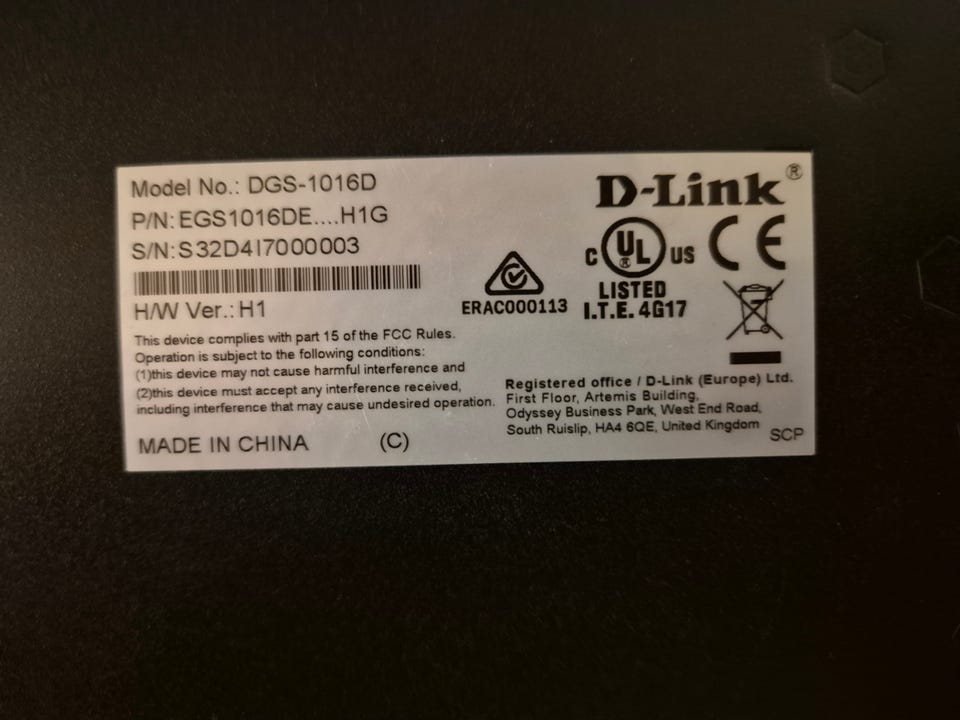 Model No.: DGS-1016D
P/N: EGS1016DE....H1G
S/N: S32D4I7000003
H/W Ver.: H1
This device complies with part 15 of the FCC Rules.
Operation is subject to the following conditions:
(1)this device may not cause harmful interference and
(2)this device must accept any interference received,
including interference that may cause undesired operation.
MADE IN CHINA (C)
D-Link®
C UL ® US CE
LISTED
I.T.E. 4G17
ERAC000113
Registered office / D-Link (Europe) Ltd.
First Floor, Artemis Building,
Odyssey Business Park, West End Road,
South Ruislip, HA4 6QE, United Kingdom
SCP